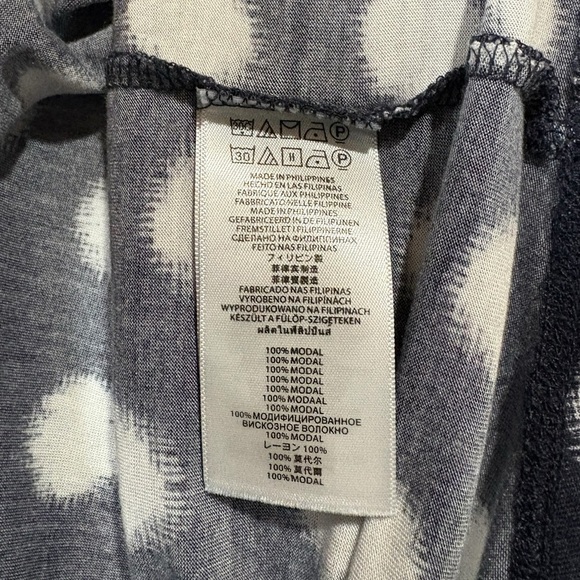 30 P
MADE IN PHILIPPINES
HECHO EN LAS FILIPINAS
FABRIQUÉ AUX PHILIPPINES
FABBRICATO NELLE FILIPPINE
MADE IN PHILIPPINES
GEFABRICEERD IN DE FILIPIJNEN
FREMSTILLET I FILIPPINERNE
СДЕЛАНО НА ФИЛИППИНАХ
FEITO NAS FILIPINAS
フィリピン製
菲律宾制造
菲律賓製造
FABRICADO NAS FILIPINAS
VYROBENO NA FILIPÍNÁCH
WYPRODUKOWANO NA FILIPINACH
KÉSZÜLT A FÜLÖP-SZIGETEKEN
ผลิตในฟิลิปปินส์
100% MODAL
100% MODAL
100% MODAL
100% MODAL
100% MODAL
100% MODAAL
100% MODAL
100% МОДИФИЦИРОВАННОЕ
ВИСКОЗНОЕ ВОЛОКНО
レーヨン 100%
100% 莫代尔
100% 莫代爾
100% MODAL